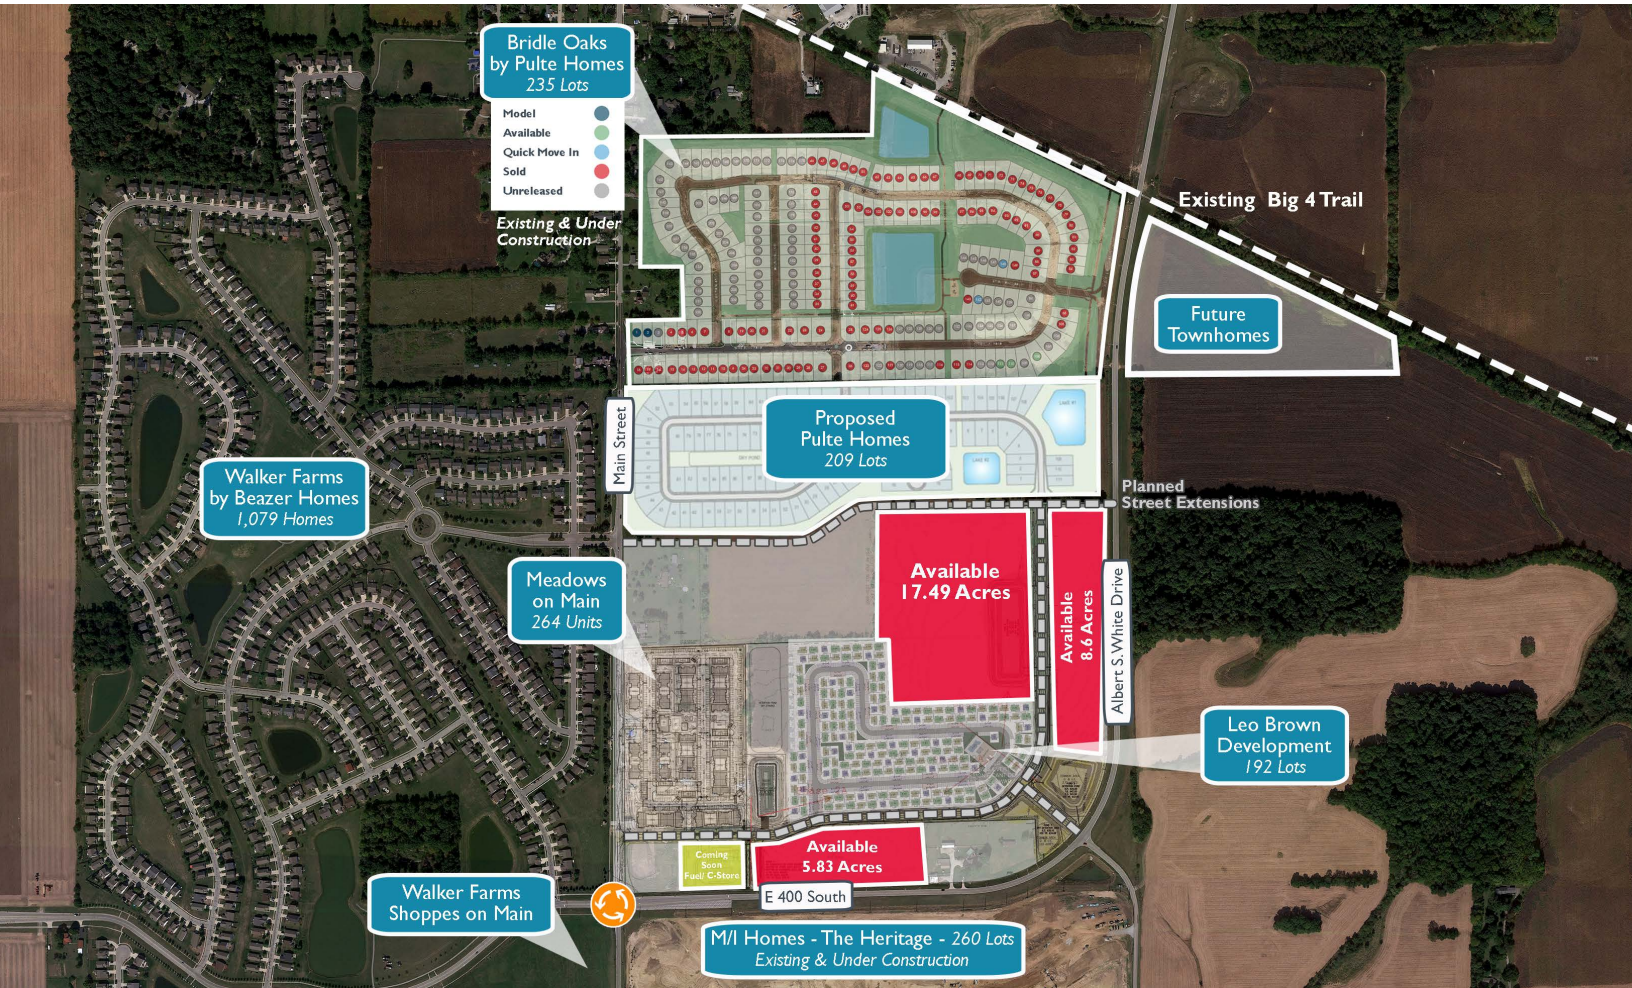 Bridle Oaks
by Pulte Homes
235 Lots
Model
Available
Quick Move In
Sold
Unreleased
Existing & Under
Construction
Existing Big 4 Trail
Future
Townhomes
Main Street
Proposed
Pulte Homes
209 Lots
LAKE #1
LAKE #2
Walker Farms
by Beazer Homes
1,079 Homes
Planned
Street Extensions
Meadows
on Main
264 Units
Available
17.49 Acres
Available
8.6 Acres
Albert S. White Drive
Leo Brown
Development
192 Lots
Coming
Soon
Fuel/ C-Store
Available
5.83 Acres
E 400 South
Walker Farms
Shoppes on Main
M/I Homes - The Heritage - 260 Lots
Existing & Under Construction